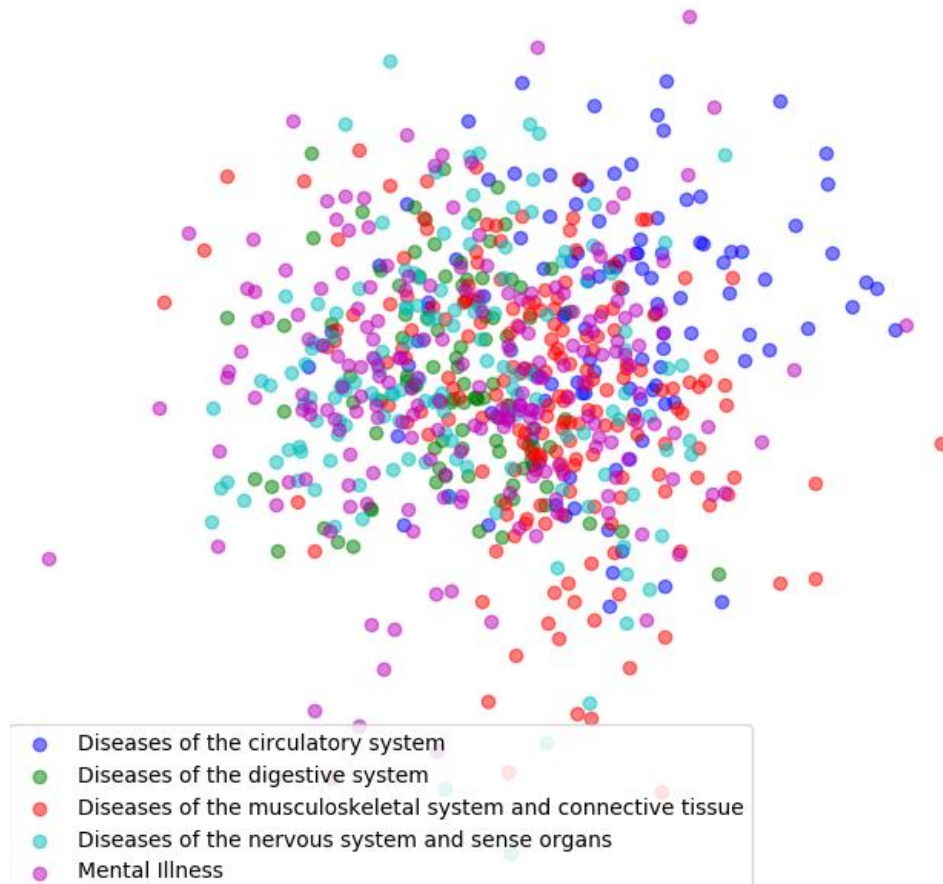 Diseases of the circulatory system
Diseases of the digestive system
Diseases of the musculoskeletal system and connective tissue
Diseases of the nervous system and sense organs
Mental Illness